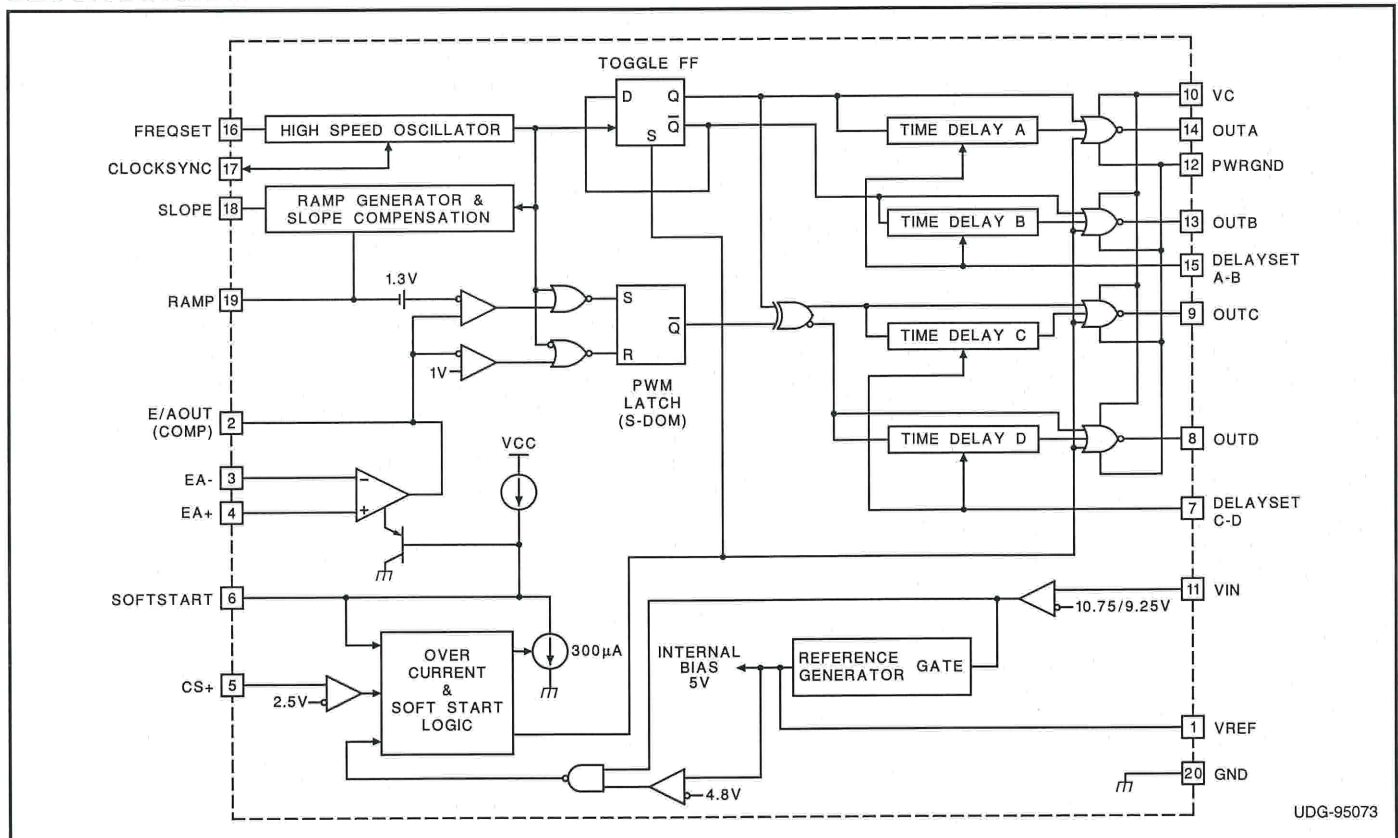 TOGGLE FF
D Q
Q
S
FREQSET 16
HIGH SPEED OSCILLATOR
CLOCKSYNC 17
SLOPE 18
RAMP GENERATOR &
SLOPE COMPENSATION
RAMP 19
1.3V
1V
S
R
Q
PWM
LATCH
(S-DOM)
E/AOUT
(COMP)
2
EA- 3
EA+ 4
-
+
VCC
SOFTSTART 6
CS+ 5
2.5V
OVER
CURRENT
&
SOFT START
LOGIC
300µA
TIME DELAY A
TIME DELAY B
TIME DELAY C
TIME DELAY D
10 VC
14 OUTA
12 PWRGND
13 OUTB
15 DELAYSET
A-B
9 OUTC
8 OUTD
7 DELAYSET
C-D
11 VIN
10.75/9.25V
INTERNAL
BIAS
5V
REFERENCE
GENERATOR
GATE
1 VREF
4.8V
20 GND
UDG-95073